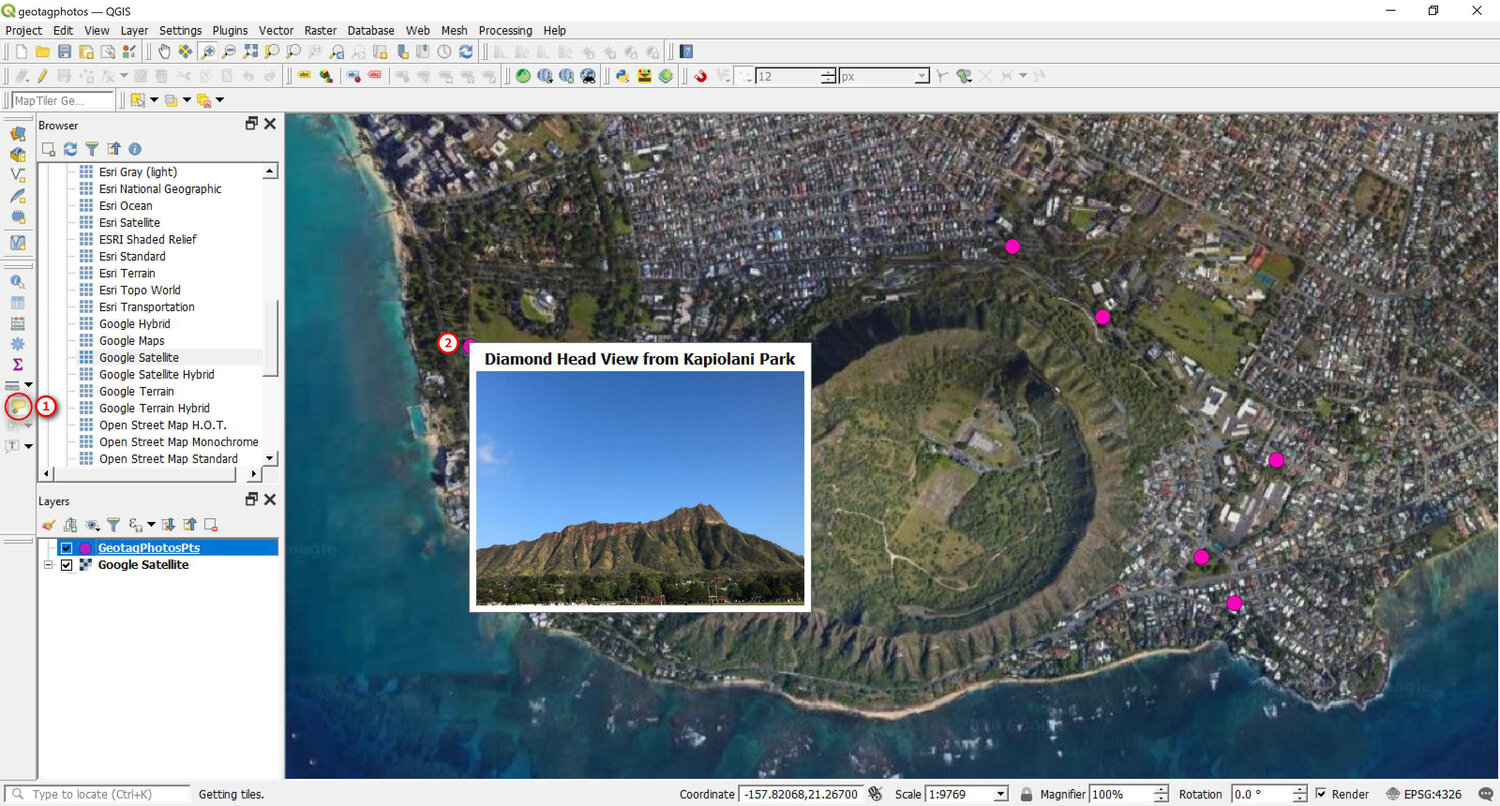 geotagphotos — QGIS
Project Edit View Layer Settings Plugins Vector Raster Database Web Mesh Processing Help
abc abc ab abc 12 px
MapTiler Ge...
Browser
Esri Gray (light)
Esri National Geographic
Esri Ocean
Esri Satellite
ESRI Shaded Relief
Esri Standard
Esri Terrain
Esri Topo World
Esri Transportation
Google Hybrid
Google Maps
Google Satellite
Google Satellite Hybrid
Google Terrain
Google Terrain Hybrid
Open Street Map H.O.T.
Open Street Map Monochrome
Open Street Map Standard
1
2
Diamond Head View from Kapiolani Park
Layers
GeotagPhotosPts
Google Satellite
Type to locate (Ctrl+K) Getting tiles. Coordinate -157.82068,21.26700 Scale 1:9769 Magnifier 100% Rotation 0.0 ° Render EPSG:4326